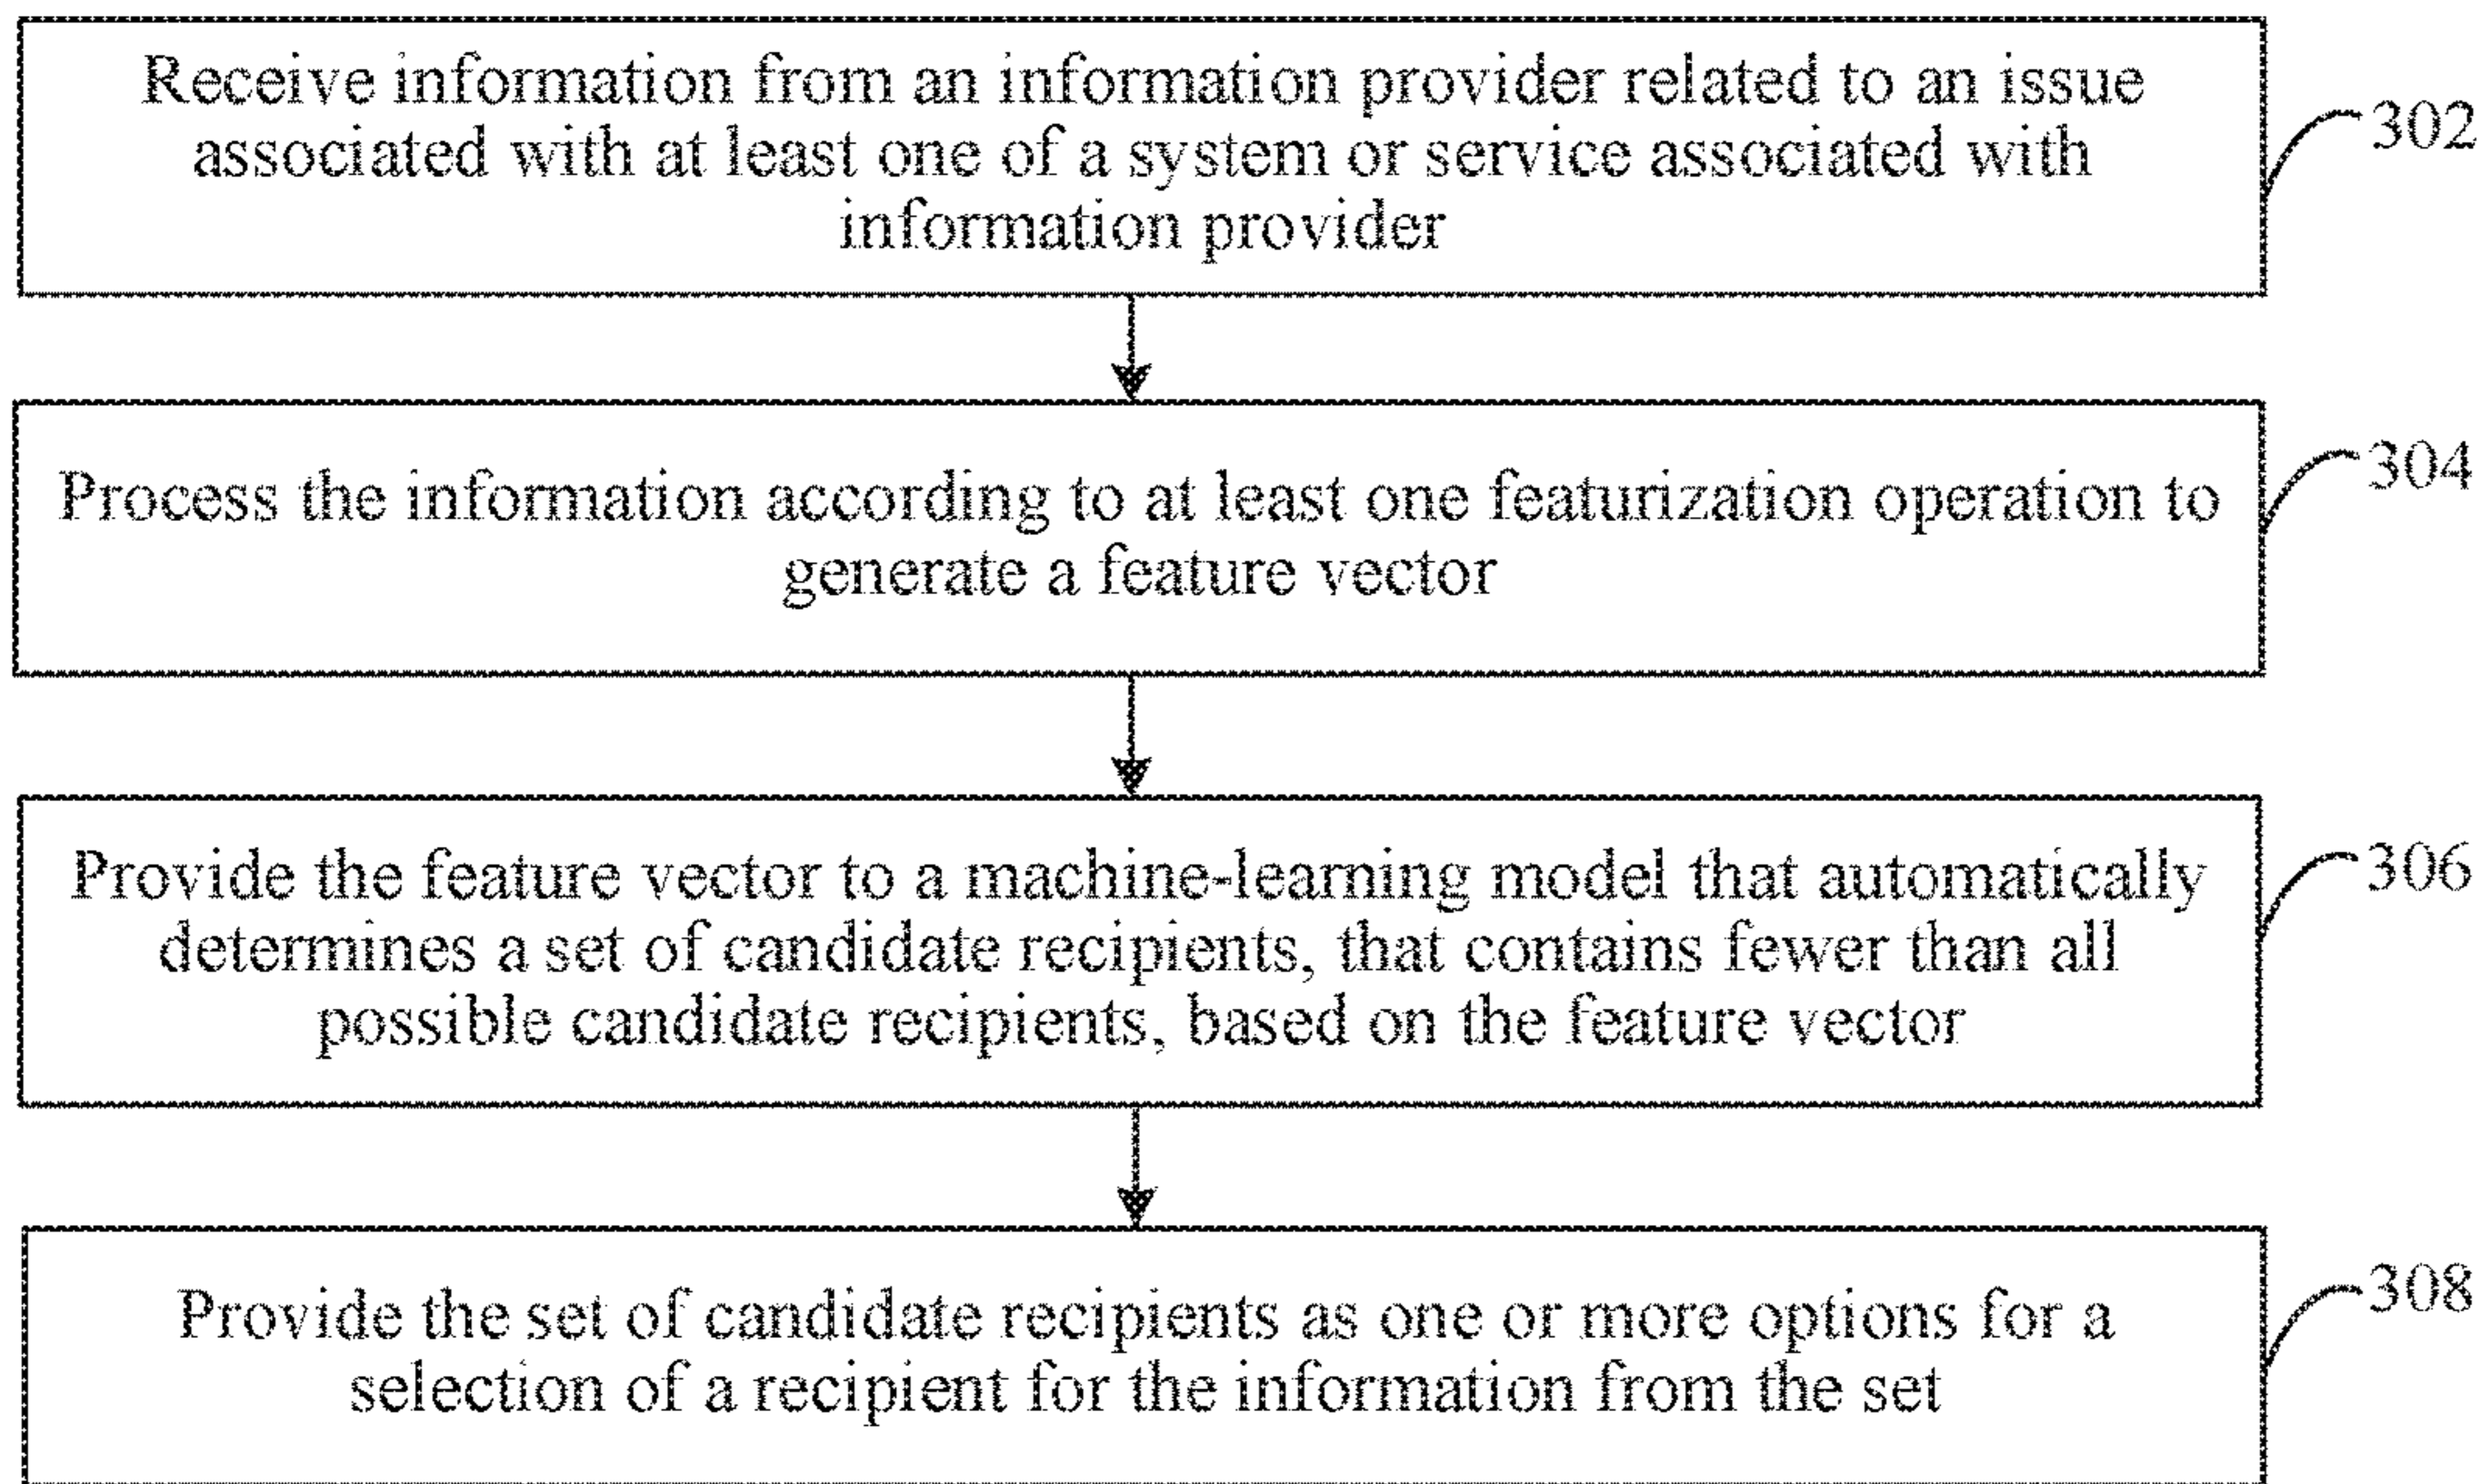 Receive information from an information provider related to an issue
associated with at least one of a system or service associated with
information provider
302
Process the information according to at least one featurization operation to
generate a feature vector
304
Provide the feature vector to a machine-learning model that automatically
determines a set of candidate recipients, that contains fewer than all
possible candidate recipients, based on the feature vector
306
Provide the set of candidate recipients as one or more options for a
selection of a recipient for the information from the set
308